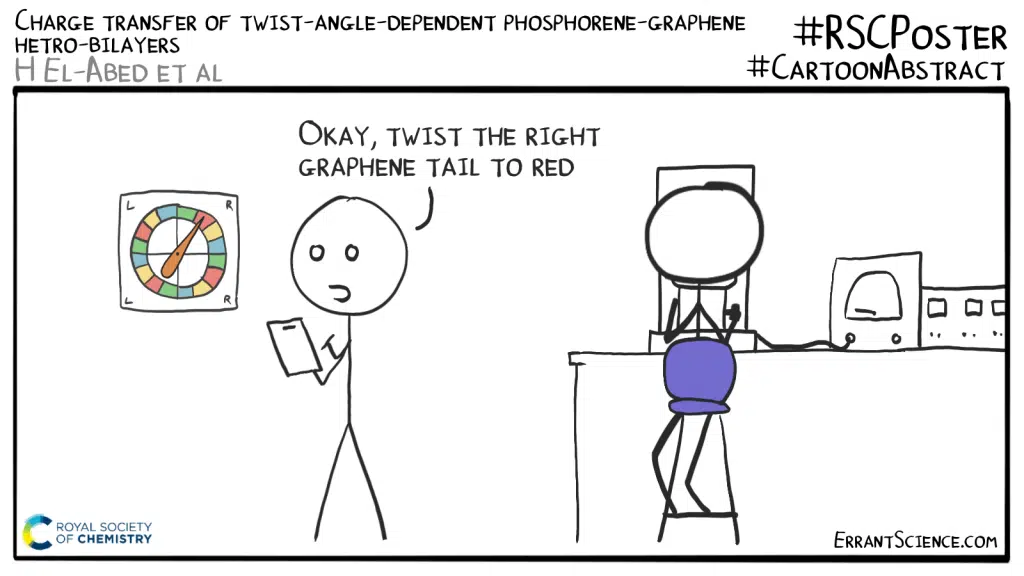 Charge transfer of twist-angle-dependent phosphorene-graphene
hetro-bilayers
H El-Abed et al
#RSCPoster
#CartoonAbstract
Okay, twist the right
graphene tail to red
L R
L R
ROYAL SOCIETY
OF CHEMISTRY
ErrantScience.com